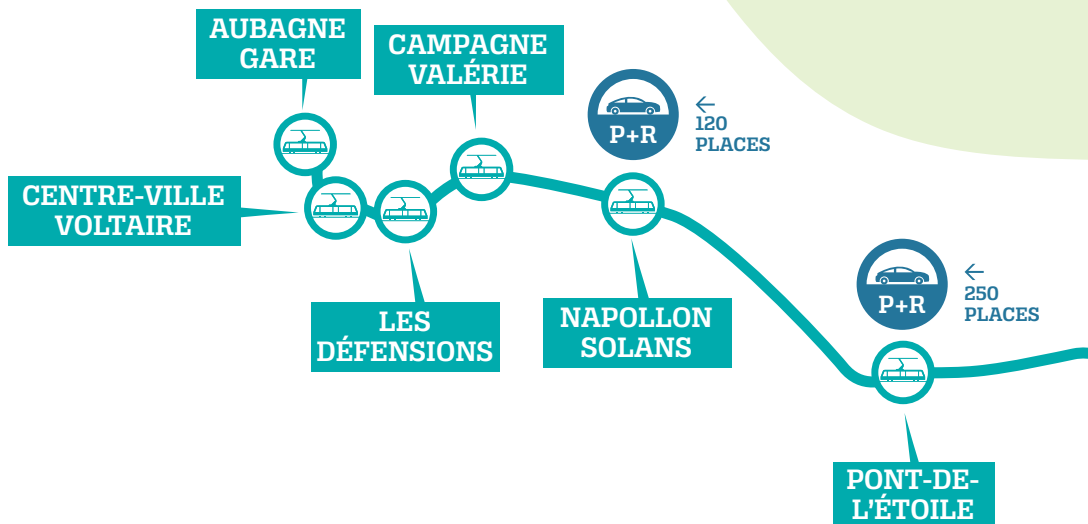 AUBAGNE
GARE
CAMPAGNE
VALÉRIE
P+R
←
120
PLACES
CENTRE-VILLE
VOLTAIRE
LES
DÉFENSIONS
NAPOLLON
SOLANS
P+R
←
250
PLACES
PONT-DE-
L'ÉTOILE